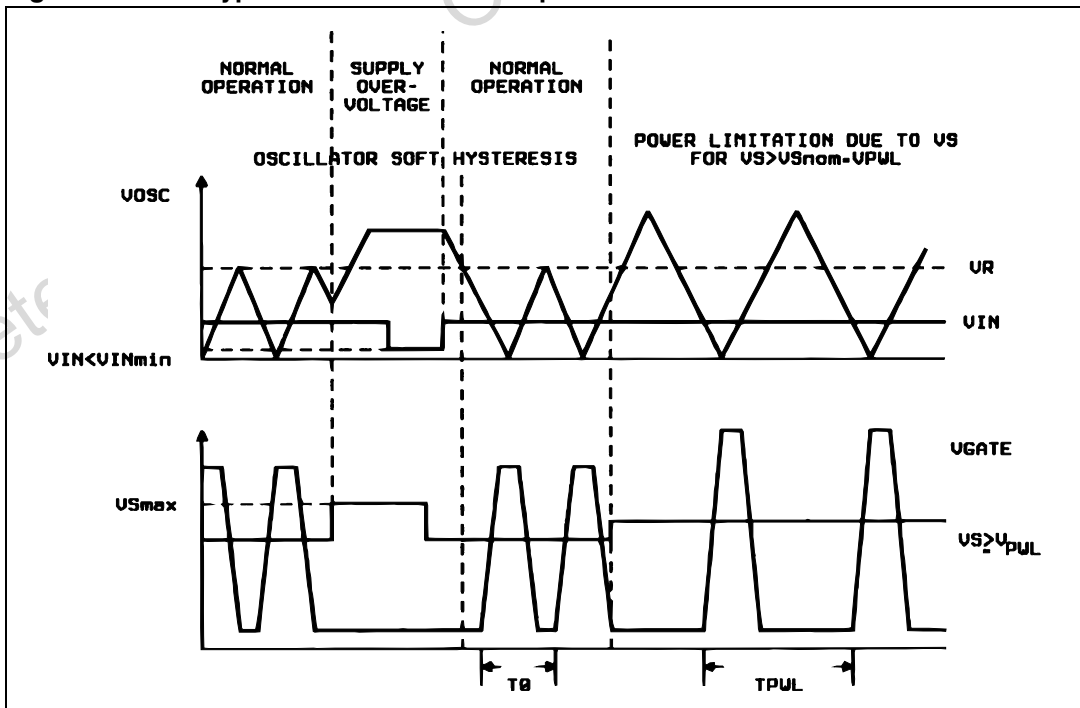 NORMAL
OPERATION
SUPPLY
OVER-
VOLTAGE
NORMAL
OPERATION
OSCILLATOR SOFT HYSTERESIS
POWER LIMITATION DUE TO VS
FOR VS>VSnom=VPWL
VOSC
VR
VIN
VIN<VINmin
VGATE
VSmax
VS≥VPWL
T0
TPWL